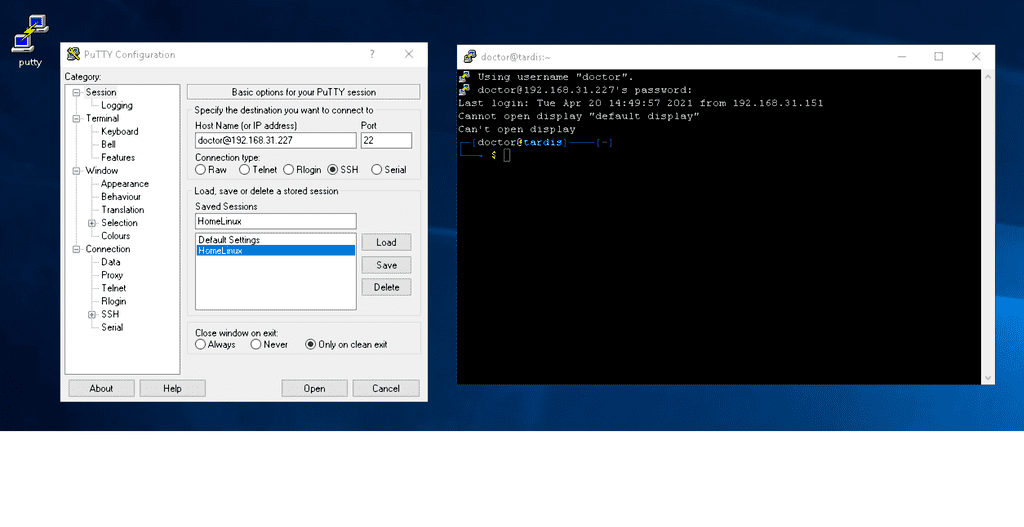 putty
PuTTY Configuration
?
Category:
Session
Logging
Terminal
Keyboard
Bell
Features
Window
Appearance
Behaviour
Translation
Selection
Colours
Connection
Data
Proxy
Telnet
Rlogin
SSH
Serial
Basic options for your PuTTY session
Specify the destination you want to connect to
Host Name (or IP address) Port
doctor@192.168.31.227 22
Connection type:
Raw Telnet Rlogin SSH Serial
Load, save or delete a stored session
Saved Sessions
HomeLinux
Default Settings
HomeLinux
Load
Save
Delete
Close window on exit:
Always Never Only on clean exit
About Help Open Cancel
doctor@tardis:~
Using username "doctor".
doctor@192.168.31.227's password:
Last login: Tue Apr 20 14:49:57 2021 from 192.168.31.151
Cannot open display "default display"
Can't open display
[doctor@tardis]──[~]
$